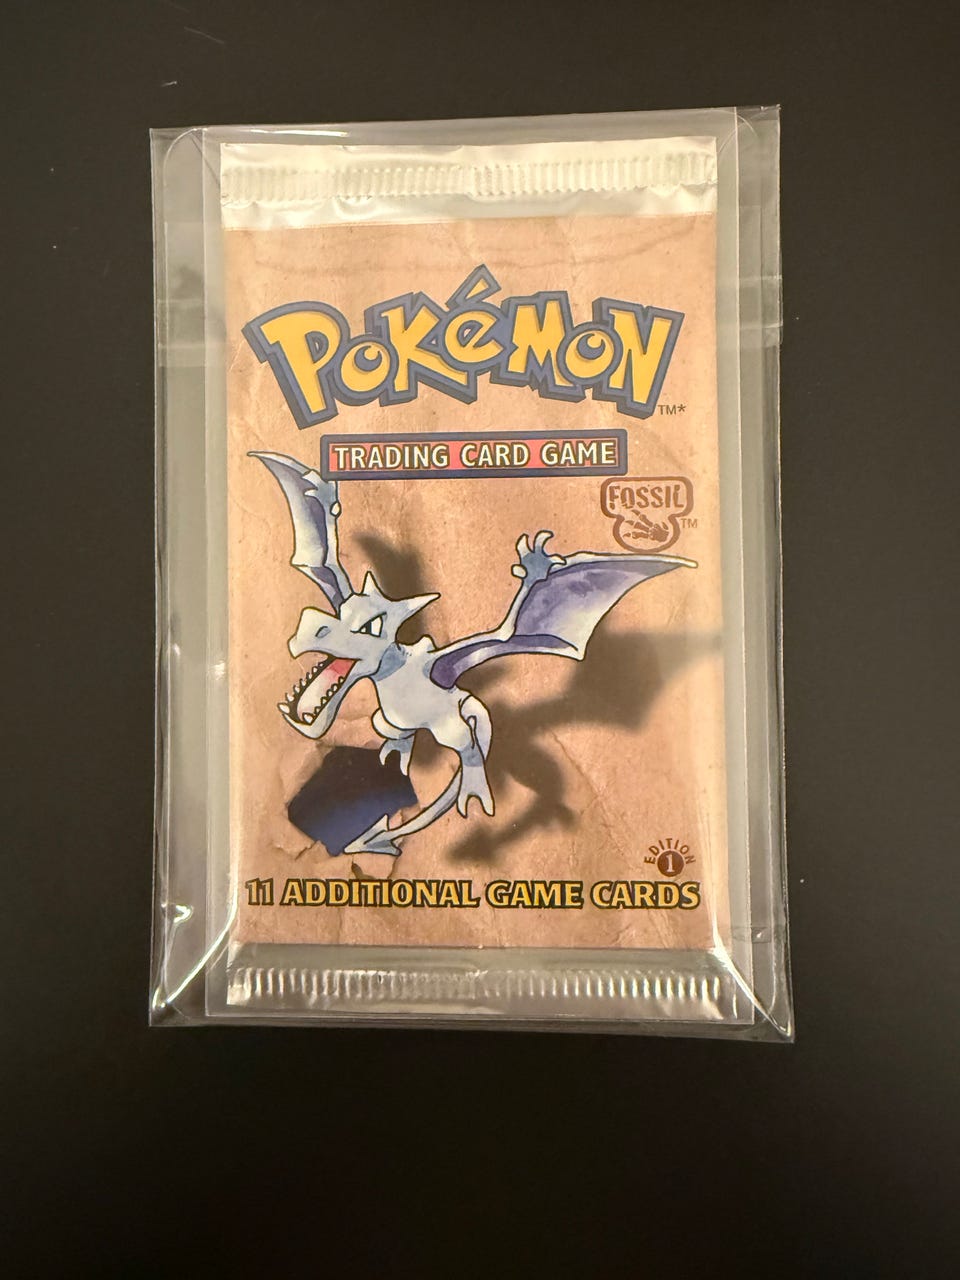 POKéMON
TM*
TRADING CARD GAME
FOSSIL
TM
EDITION
1
11 ADDITIONAL GAME CARDS